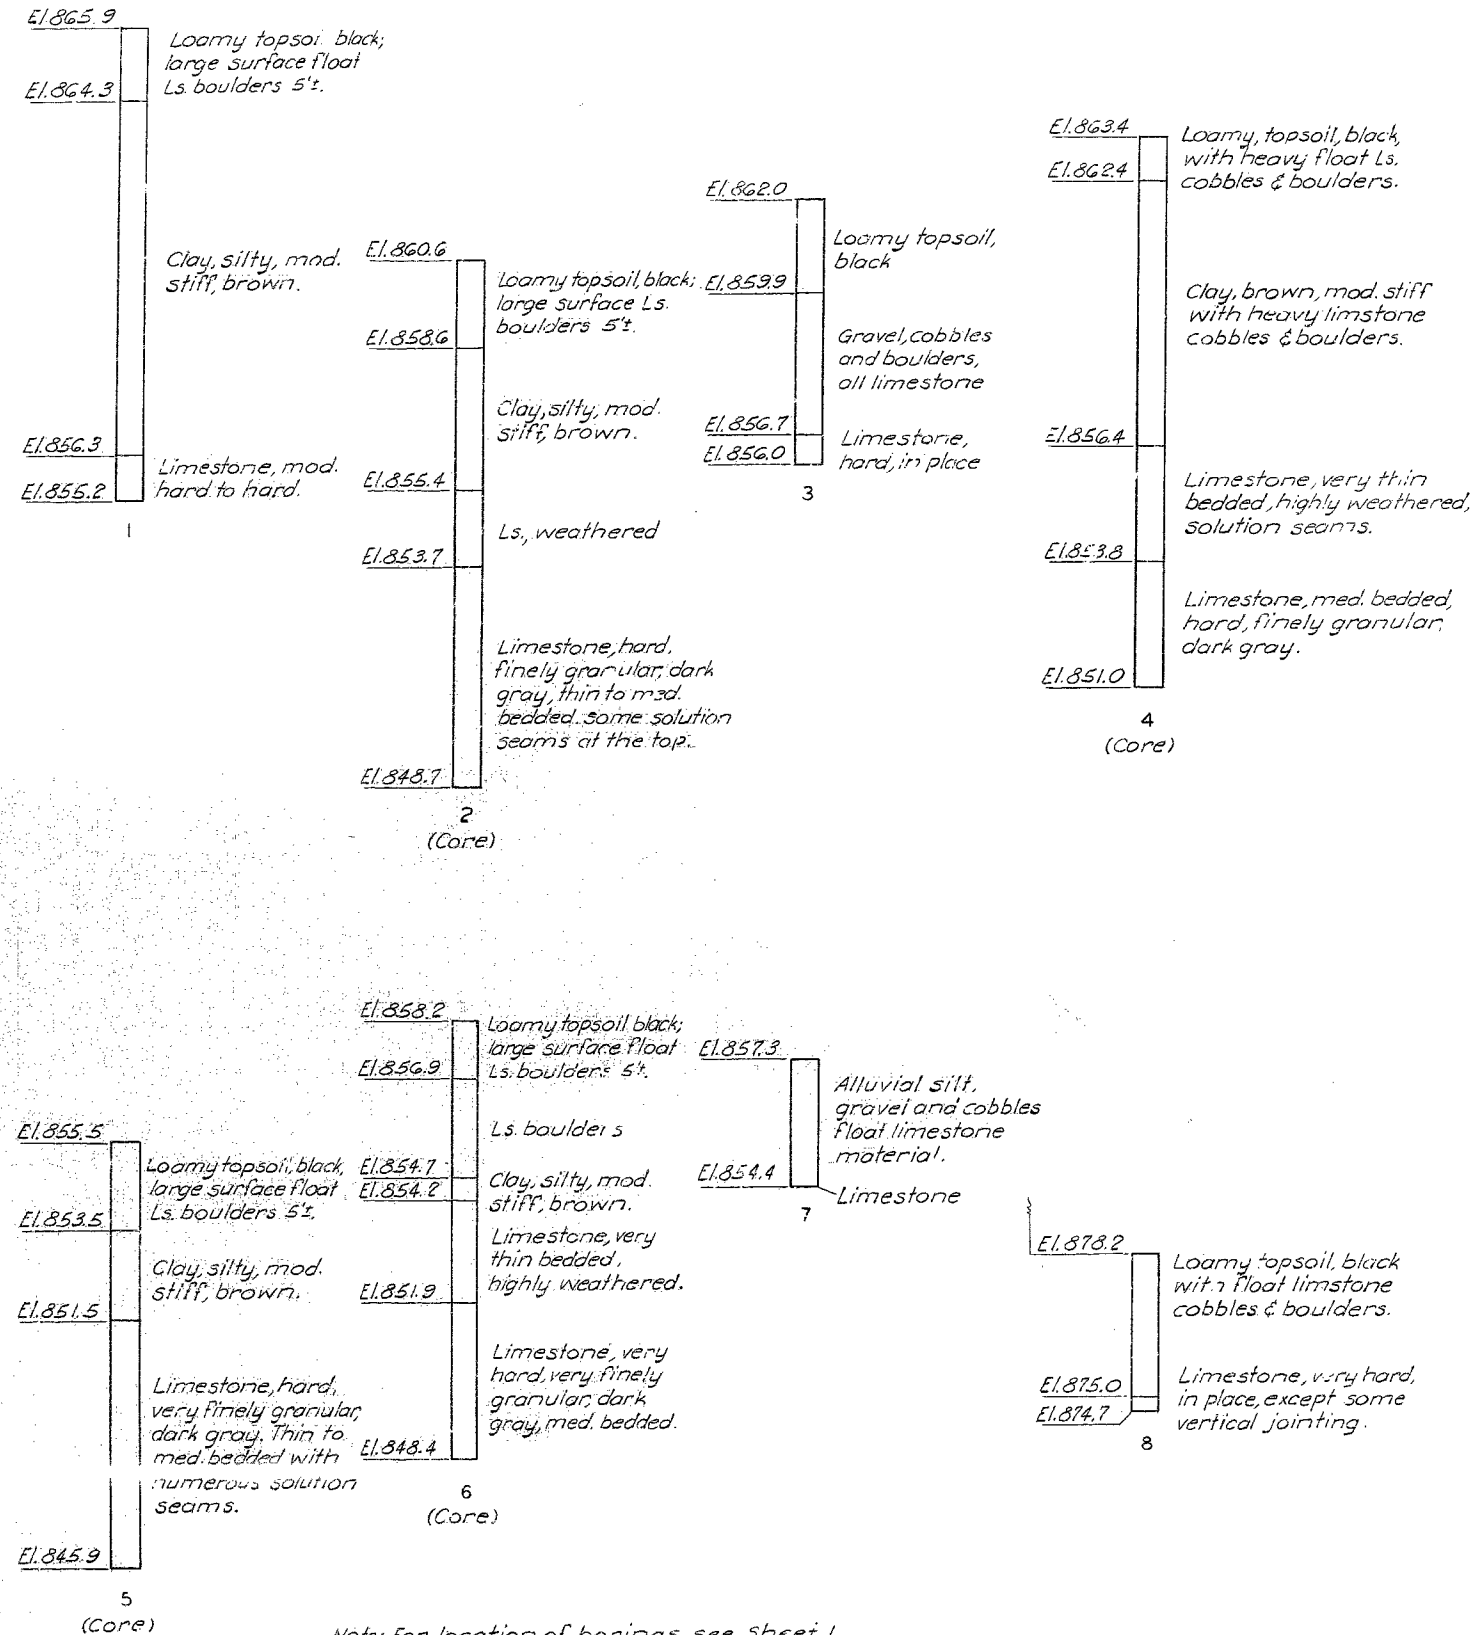 El.865.9
Loamy topsoil black;
large surface float
Ls. boulders 5'±.
El.864.3
Clay, silty, mod.
stiff, brown.
El.856.3
Limestone, mod.
hard to hard.
El.855.2
1
El.860.6
Loamy topsoil, black;
large surface Ls.
boulders 5'±.
El.858.6
Clay, silty, mod.
stiff, brown.
El.855.4
Ls., weathered
El.853.7
Limestone, hard,
finely granular, dark
gray, thin to med.
bedded. some solution
seams at the top.
El.848.7
2
(Core)
El.862.0
Loamy topsoil,
black
El.859.9
Gravel, cobbles
and boulders,
all limestone
El.856.7
Limestone,
hard, in place
El.856.0
3
El.863.4
Loamy, topsoil, black,
with heavy float Ls.
cobbles & boulders.
El.862.4
Clay, brown, mod. stiff
with heavy limstone
cobbles & boulders.
El.856.4
Limestone, very thin
bedded, highly weathered,
solution seams.
El.853.8
Limestone, med. bedded,
hard, finely granular,
dark gray.
El.851.0
4
(Core)
El.855.5
Loamy topsoil, black,
large surface float
Ls. boulders 5'±.
El.853.5
Clay, silty, mod.
stiff, brown.
El.851.5
Limestone, hard,
very finely granular,
dark gray. Thin to
med. bedded with
numerous solution
seams.
El.845.9
5
(Core)
El.858.2
Loamy topsoil black;
large surface float
Ls. boulders 5'±.
El.856.9
Ls. boulders
El.854.7
Clay, silty, mod.
stiff, brown.
El.854.2
Limestone, very
thin bedded,
highly weathered.
El.851.9
Limestone, very
hard, very finely
granular, dark
gray, med. bedded.
El.848.4
6
(Core)
El.857.3
Alluvial silt,
gravel and cobbles
float limestone
material.
El.854.4
Limestone
7
El.878.2
Loamy topsoil, black
with float limstone
cobbles & boulders.
El.875.0
Limestone, very hard,
in place, except some
vertical jointing.
El.874.7
8
Note: For location of borings see Sheet 1